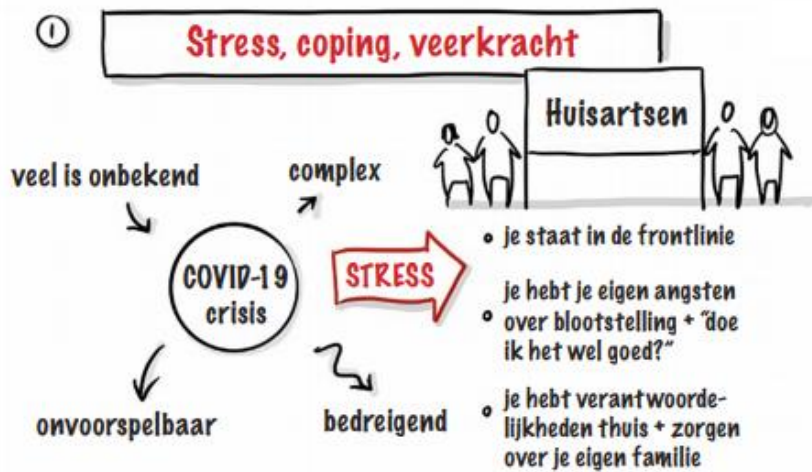 1
Stress, coping, veerkracht
Huisartsen
veel is onbekend
complex
COVID-19
crisis
STRESS
onvoorspelbaar
bedreigend
je staat in de frontlinie
je hebt je eigen angsten
over blootstelling + "doe
ik het wel goed?"
je hebt verantwoorde-
lijkheden thuis + zorgen
over je eigen familie